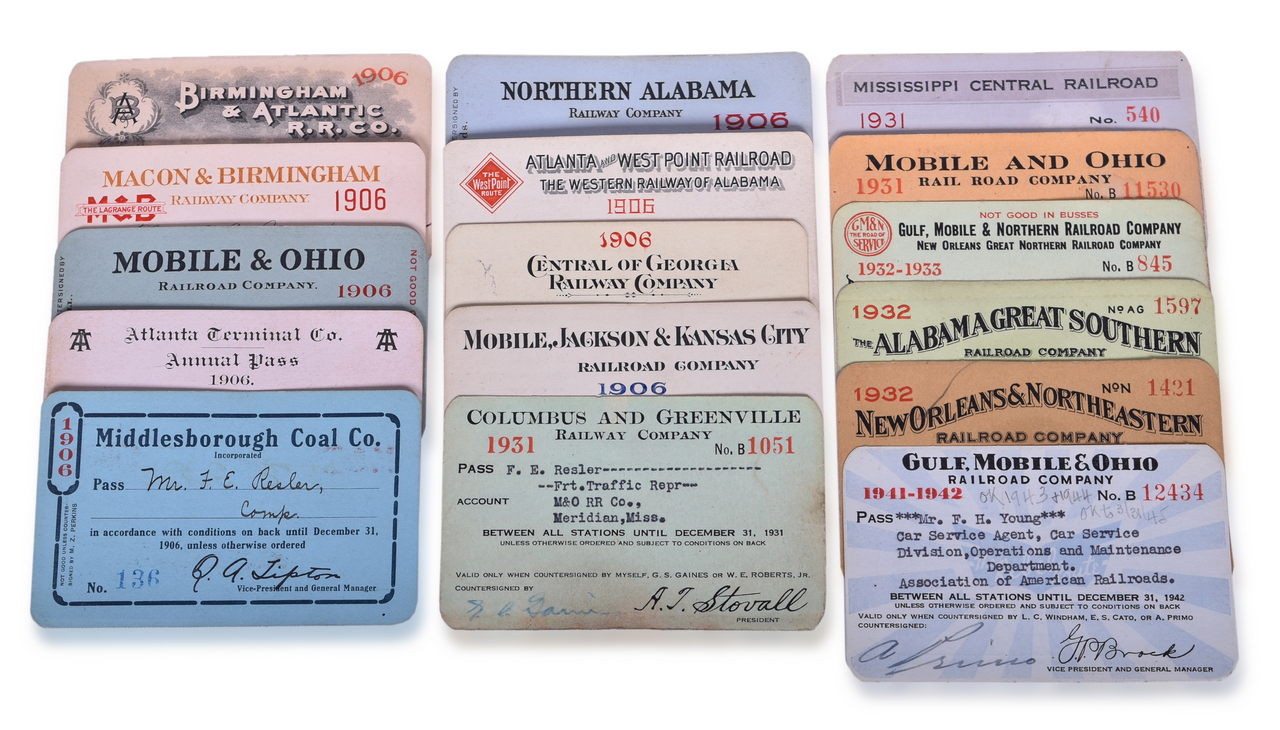 1906
BIRMINGHAM
& ATLANTIC
R.R. CO.
MACON & BIRMINGHAM
M&B RAILWAY COMPANY 1906
THE LAGRANGE ROUTE
MOBILE & OHIO
RAILROAD COMPANY. 1906
NOT GOOD
Atlanta Terminal Co.
Annual Pass
1906.
1906
Middlesborough Coal Co.
Incorporated
Pass Mr. F. E. Resler,
Comp.
in accordance with conditions on back until December 31,
1906, unless otherwise ordered
NOT GOOD UNLESS COUNTER-
SIGNED BY M. Z. PERKINS
No. 136
Vice-President and General Manager
NORTHERN ALABAMA
RAILWAY COMPANY
1906
ATLANTA AND WEST POINT RAILROAD
THE WESTERN RAILWAY OF ALABAMA
1906
THE
West Point
ROUTE
1906
CENTRAL OF GEORGIA
RAILWAY COMPANY
MOBILE, JACKSON & KANSAS CITY
RAILROAD COMPANY
1906
COLUMBUS AND GREENVILLE
RAILWAY COMPANY
1931 No. B 1051
PASS F. E. Resler--------------------
--Frt.Traffic Repr--
ACCOUNT M&O RR Co.,
Meridian,Miss.
BETWEEN ALL STATIONS UNTIL DECEMBER 31, 1931
UNLESS OTHERWISE ORDERED AND SUBJECT TO CONDITIONS ON BACK
VALID ONLY WHEN COUNTERSIGNED BY MYSELF, G. S. GAINES OR W. E. ROBERTS, JR.
COUNTERSIGNED BY
A. T. Stovall
PRESIDENT
MISSISSIPPI CENTRAL RAILROAD
1931 No. 540
MOBILE AND OHIO
RAIL ROAD COMPANY
1931 No. B 11530
NOT GOOD IN BUSSES
GM&N
THE ROAD OF
SERVICE
GULF, MOBILE & NORTHERN RAILROAD COMPANY
NEW ORLEANS GREAT NORTHERN RAILROAD COMPANY
1932-1933 No. B 845
1932 No AG 1597
THE ALABAMA GREAT SOUTHERN
RAILROAD COMPANY
1932 No N 1421
NEW ORLEANS & NORTHEASTERN
RAILROAD COMPANY
GULF, MOBILE & OHIO
RAILROAD COMPANY
1941-1942 OK 1943 & 1944 No. B 12434
PASS ***Mr. F. H. Young***
Car Service Agent, Car Service
Division,Operations and Maintenance
Department.
Association of American Railroads.
BETWEEN ALL STATIONS UNTIL DECEMBER 31, 1942
UNLESS OTHERWISE ORDERED AND SUBJECT TO CONDITIONS ON BACK
VALID ONLY WHEN COUNTERSIGNED BY L. C. WINDHAM, E. S. CATO, OR A. PRIMO
COUNTERSIGNED:
A Primo G. P. Brock
VICE PRESIDENT AND GENERAL MANAGER